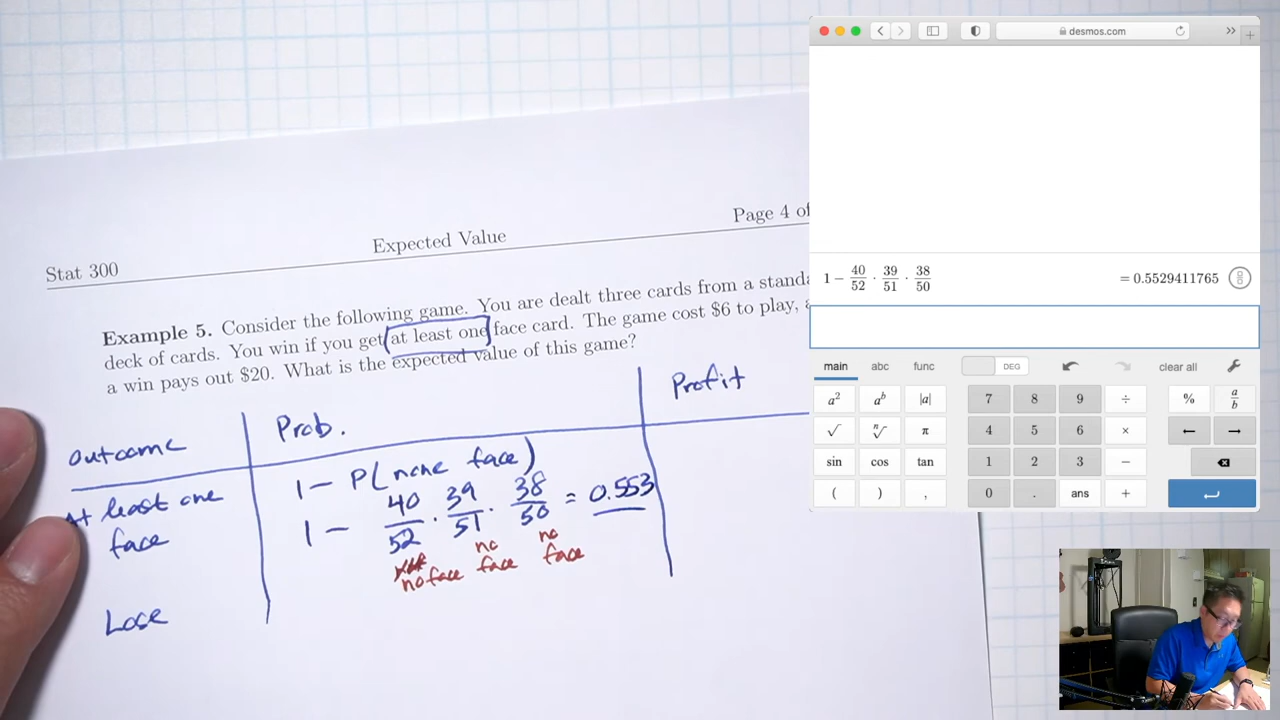 Stat 300
Expected Value
Page 4 of
Example 5. Consider the following game. You are dealt three cards from a standa
deck of cards. You win if you get at least one face card. The game cost $6 to play, a
a win pays out $20. What is the expected value of this game?
outcome
Prob.
Profit
At least one
face
1 - P(none face)
1 - 40/52 · 39/51 · 38/50 = 0.553
no face
no face
no face
Lose
desmos.com
1 - 40/52 · 39/51 · 38/50
= 0.5529411765
main abc func DEG clear all
a² aᵇ |a| 7 8 9 ÷ % a/b
√ ⁿ√ π 4 5 6 × ← →
sin cos tan 1 2 3 −
( ) , 0 . ans +